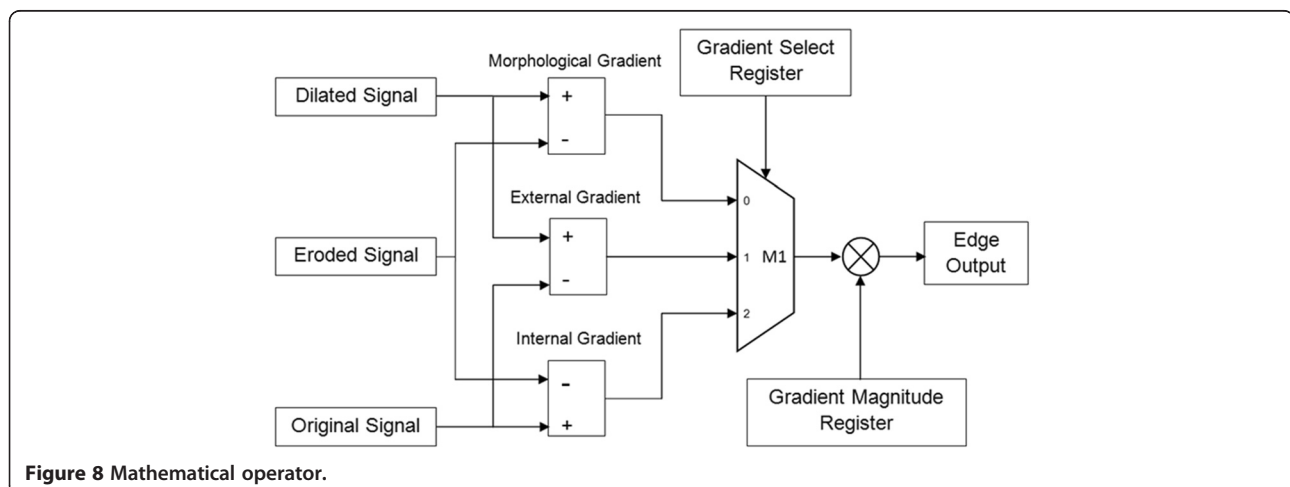 Gradient Select
Register
Morphological Gradient
Dilated Signal
+
-
External Gradient
0
Eroded Signal
+
-
1 M1
Edge
Output
2
Internal Gradient
-
+
Original Signal
Gradient Magnitude
Register
Figure 8 Mathematical operator.